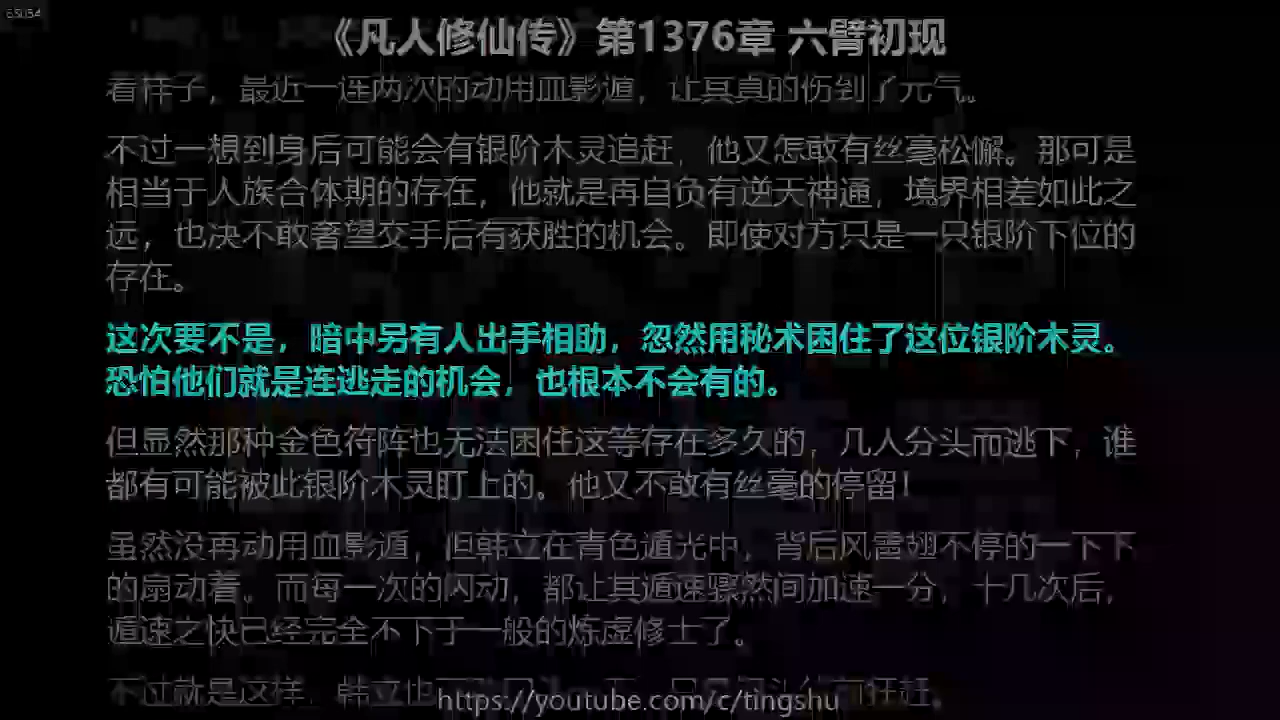 65054
《凡人修仙传》第1376章 六臂初现
看样子，最近一连两次的动用血影遁，让其真的伤到了元气。
不过一想到身后可能会有银阶木灵追赶，他又怎敢有丝毫松懈。那可是
相当于人族合体期的存在，他就是再自负有逆天神通，境界相差如此之
远，也决不敢奢望交手后有获胜的机会。即使对方只是一只银阶下位的
存在。
这次要不是，暗中另有人出手相助，忽然用秘术困住了这位银阶木灵。
恐怕他们就是连逃走的机会，也根本不会有的。
但显然那种金色符阵也无法困住这等存在多久的，几人分头而逃下，谁
都有可能被此银阶木灵盯上的。他又不敢有丝毫的停留！
虽然没再动用血影遁，但韩立在青色遁光中，背后风雷翅不停的一下下
的扇动着。而每一次的闪动，都让其遁速骤然间加速一分，十几次后，
遁速之快已经完全不下于一般的炼虚修士了。
不过就是这样，韩立也
https://youtube.com/c/tingshu